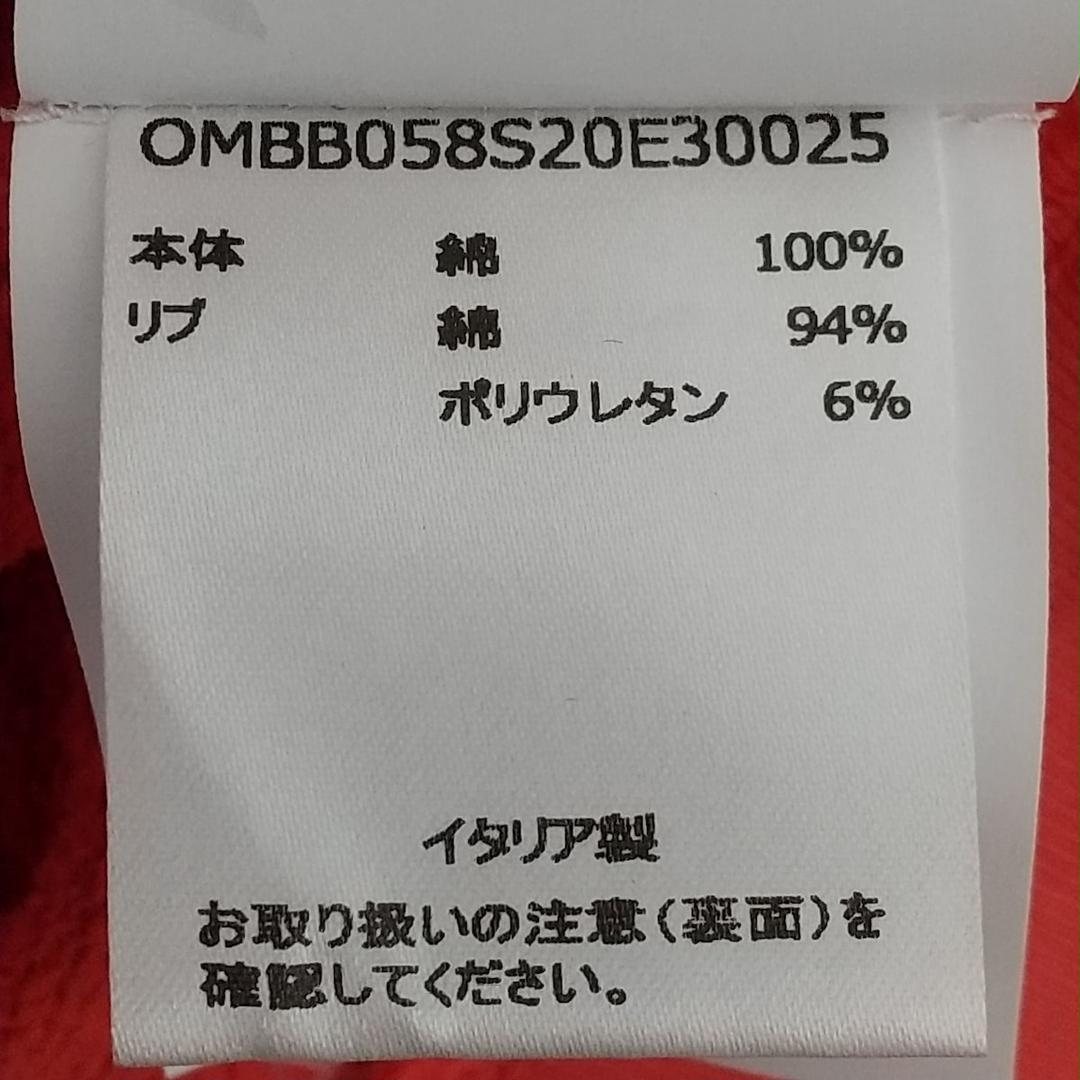 OMBB058S20E30025
本体 綿 100%
リブ 綿 94%
ポリウレタン 6%
イタリア製
お取り扱いの注意(裏面)を
確認してください。